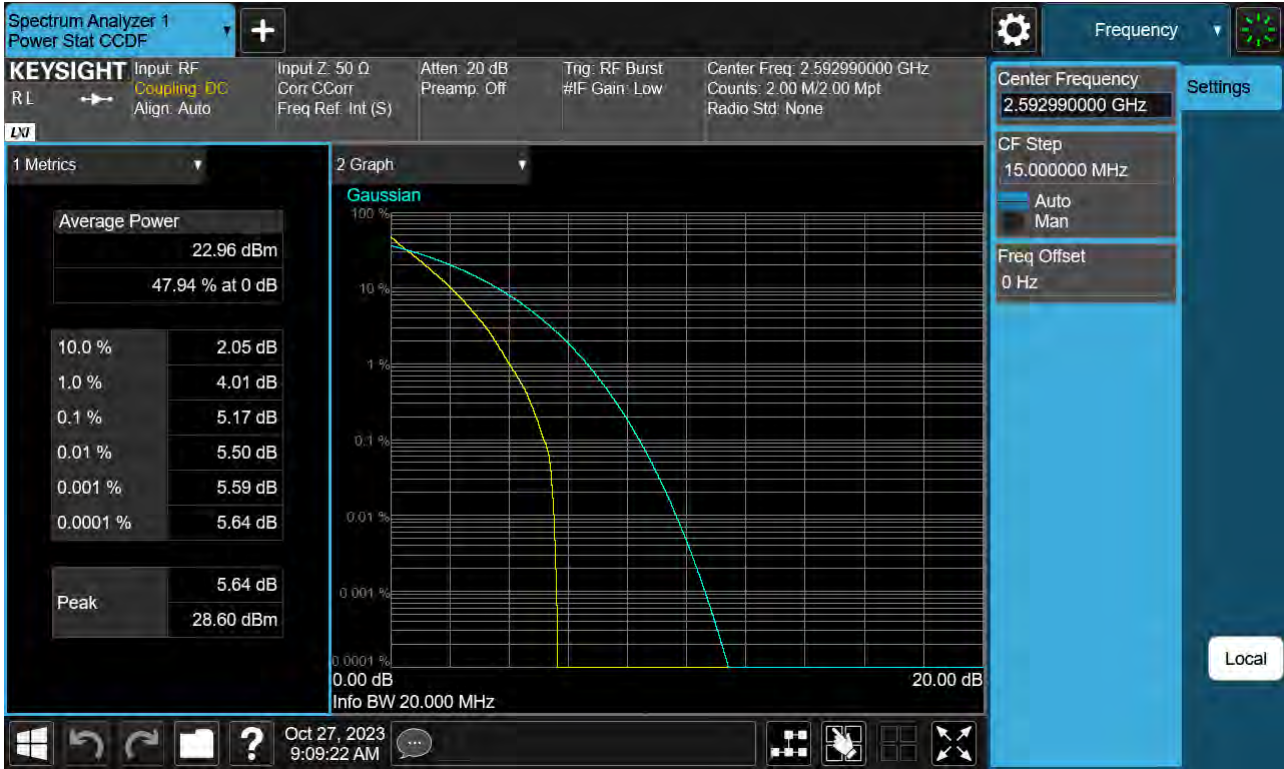 Spectrum Analyzer 1
Power Stat CCDF
+
Frequency
KEYSIGHT
R L
LXI
Input: RF
Coupling: DC
Align: Auto
Input Z: 50 Ω
Corr CCorr
Freq Ref: Int (S)
Atten: 20 dB
Preamp: Off
Trig: RF Burst
#IF Gain: Low
Center Freq: 2.592990000 GHz
Counts: 2.00 M/2.00 Mpt
Radio Std: None
Center Frequency
2.592990000 GHz
Settings
CF Step
15.000000 MHz
Auto
Man
Freq Offset
0 Hz
1 Metrics
Average Power
22.96 dBm
47.94 % at 0 dB
10.0 % 2.05 dB
1.0 % 4.01 dB
0.1 % 5.17 dB
0.01 % 5.50 dB
0.001 % 5.59 dB
0.0001 % 5.64 dB
Peak
5.64 dB
28.60 dBm
2 Graph
Gaussian
100 %
10 %
1 %
0.1 %
0.01 %
0.001 %
0.0001 %
0.00 dB 20.00 dB
Info BW 20.000 MHz
Local
?
Oct 27, 2023
9:09:22 AM